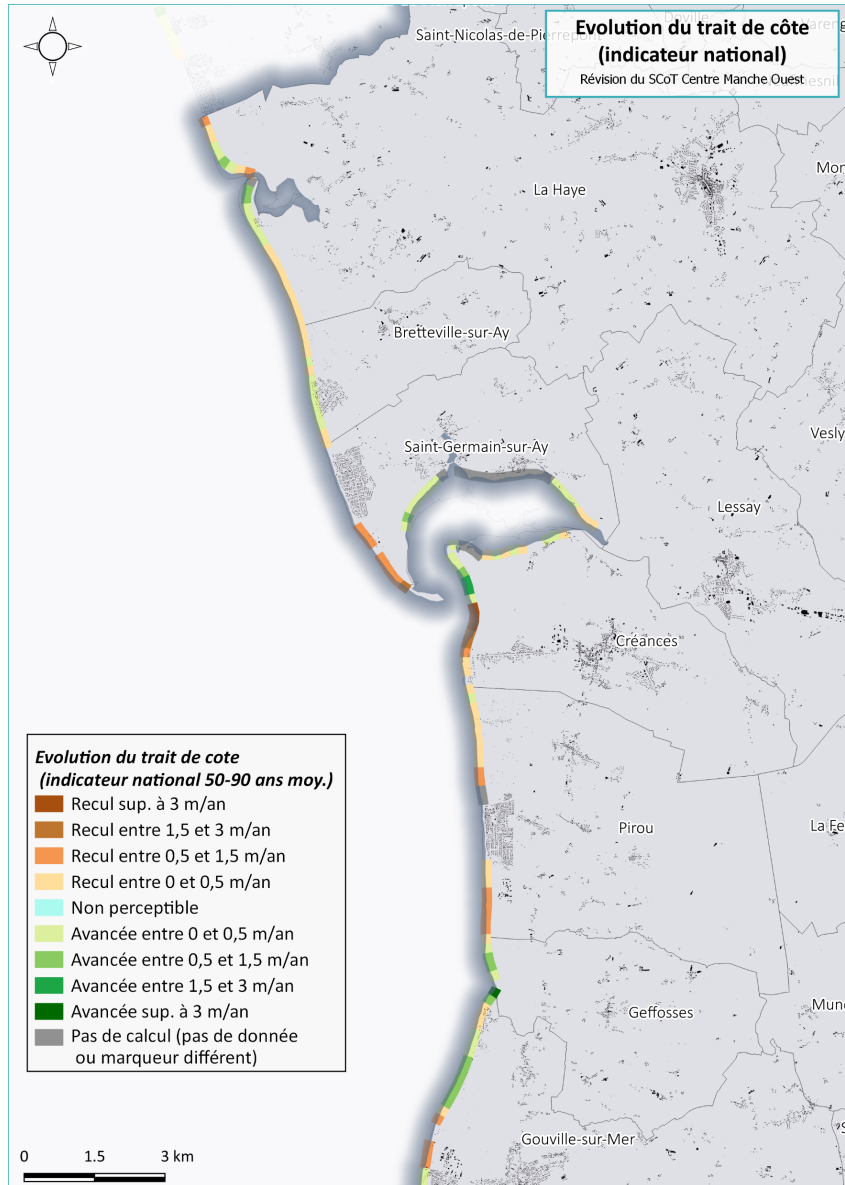 Doville
Saint-Nicolas-de-Pierrepont
Evolution du trait de côte
(indicateur national)
Révision du SCoT Centre Manche Ouest
La Haye
Bretteville-sur-Ay
Saint-Germain-sur-Ay
Vesly
Lessay
Créances
Evolution du trait de cote
(indicateur national 50-90 ans moy.)
Recul sup. à 3 m/an
Recul entre 1,5 et 3 m/an
Recul entre 0,5 et 1,5 m/an
Recul entre 0 et 0,5 m/an
Non perceptible
Avancée entre 0 et 0,5 m/an
Avancée entre 0,5 et 1,5 m/an
Avancée entre 1,5 et 3 m/an
Avancée sup. à 3 m/an
Pas de calcul (pas de donnée
ou marqueur différent)
Pirou
La Fe
Geffosses
Gouville-sur-Mer
0 1.5 3 km